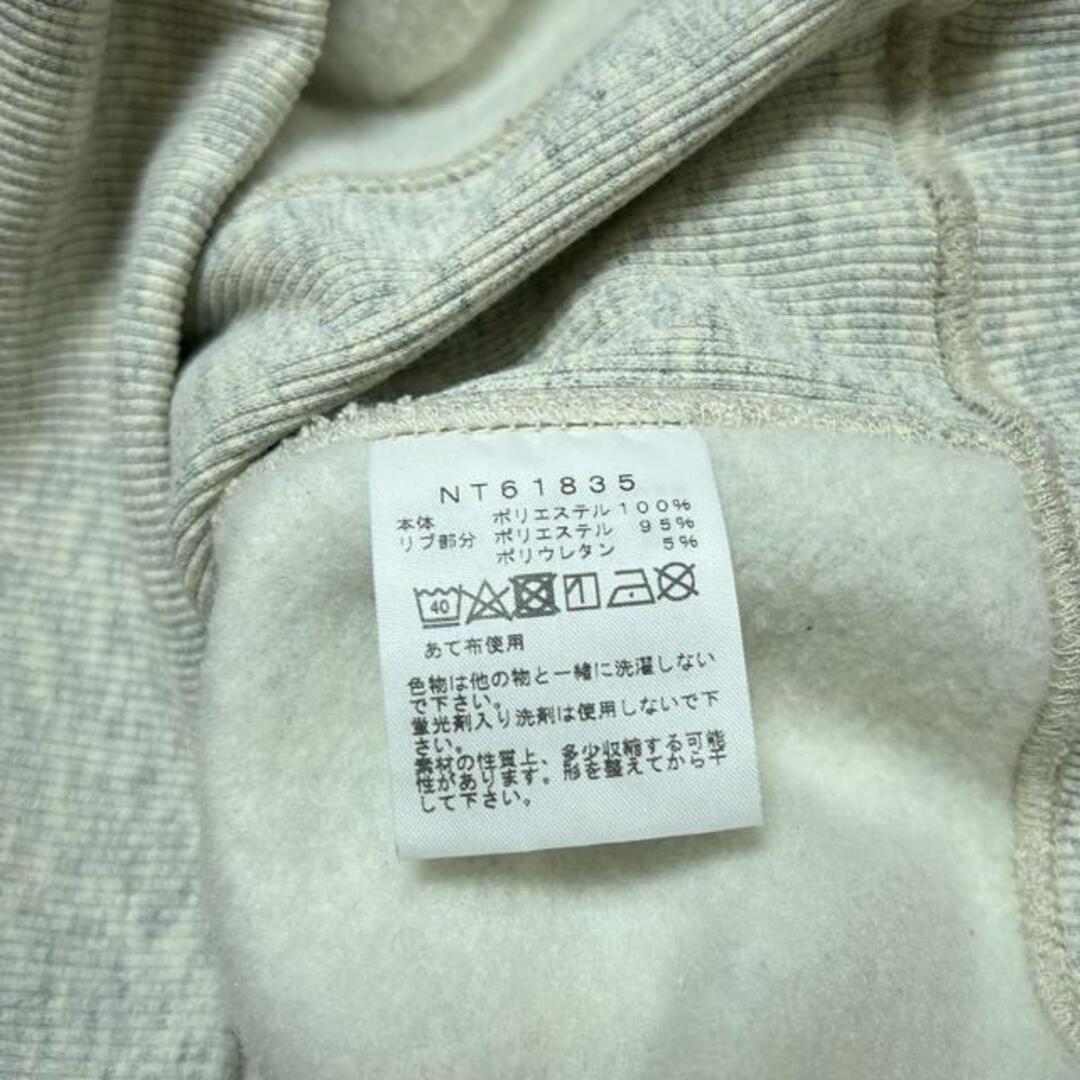 NT61835
本体 ポリエステル100%
リブ部分 ポリエステル 95%
ポリウレタン 5%
40
あて布使用
色物は他の物と一緒に洗濯しない
で下さい。
蛍光剤入り洗剤は使用しないで下
さい。
素材の性質上、多少収縮する可能
性があります。形を整えてから干
して下さい。